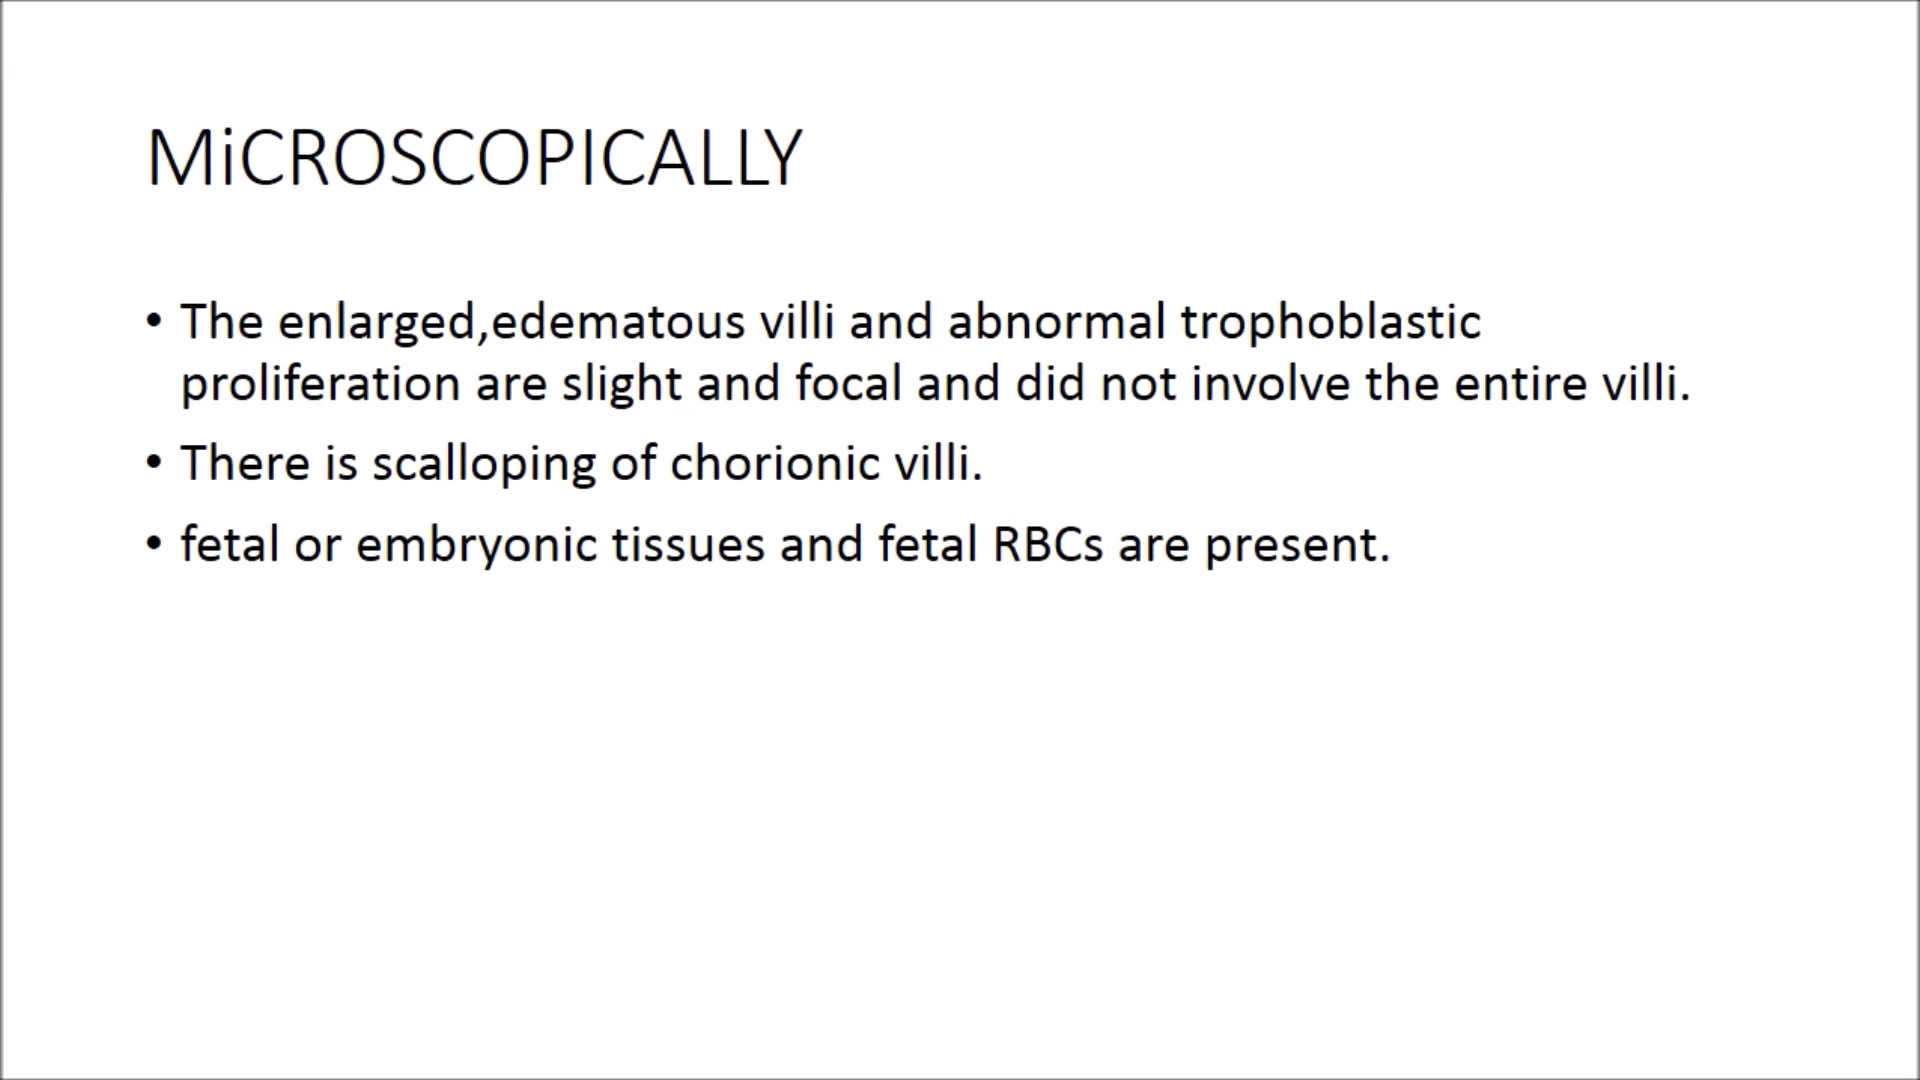 MiCROSCOPICALLY
• The enlarged,edematous villi and abnormal trophoblastic
proliferation are slight and focal and did not involve the entire villi.
• There is scalloping of chorionic villi.
• fetal or embryonic tissues and fetal RBCs are present.